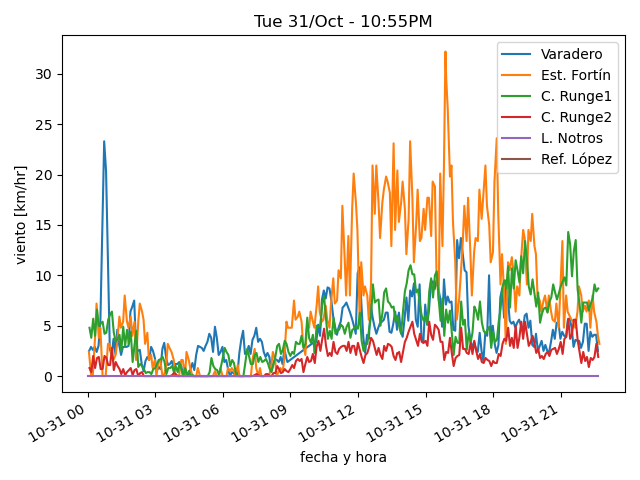 Tue 31/Oct - 10:55PM
Varadero
Est. Fortín
C. Runge1
C. Runge2
L. Notros
Ref. López
viento [km/hr]
30
25
20
15
10
5
0
10-31 00
10-31 03
10-31 06
10-31 09
10-31 12
10-31 15
10-31 18
10-31 21
fecha y hora